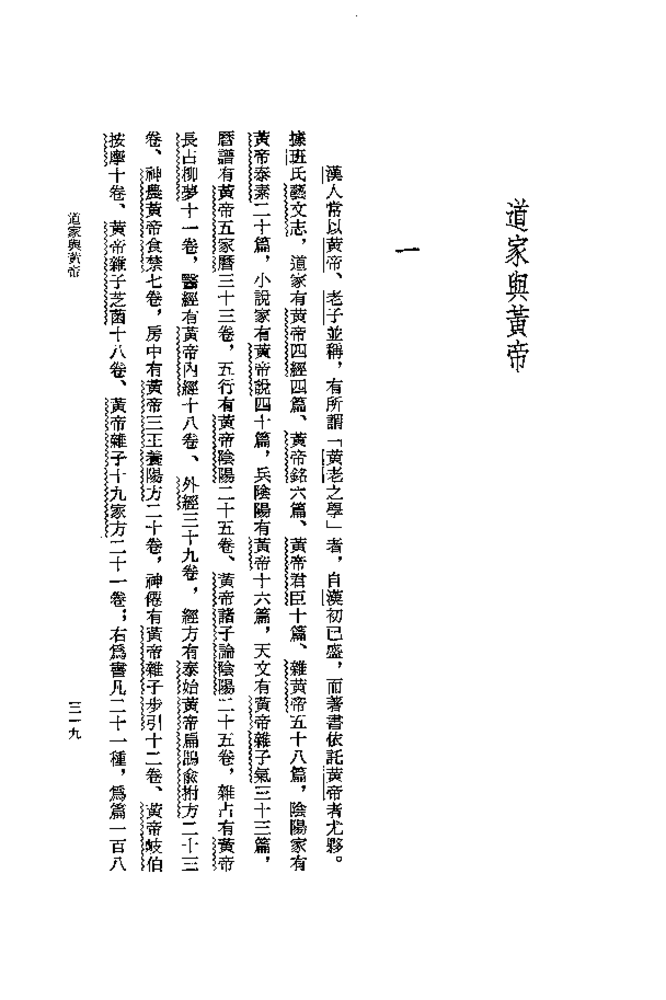 道家與黃帝
一
漢人常以黃帝、老子並稱，有所謂「黃老之學」者，自漢初已盛，而著書依託黃帝者尤夥。
據班氏藝文志，道家有黃帝四經四篇、黃帝銘六篇、黃帝君臣十篇、雜黃帝五十八篇，陰陽家有
黃帝泰素二十篇，小說家有黃帝說四十篇，兵陰陽有黃帝十六篇，天文有黃帝雜子氣三十三篇，
曆譜有黃帝五家曆三十三卷，五行有黃帝陰陽二十五卷、黃帝諸子論陰陽二十五卷，雜占有黃帝
長占柳夢十一卷，醫經有黃帝內經十八卷、外經三十九卷，經方有泰始黃帝扁鵲俞拊方二十三
卷、神農黃帝食禁七卷，房中有黃帝三王養陽方二十卷，神僊有黃帝雜子步引十二卷、黃帝岐伯
按摩十卷、黃帝雜子芝菌十八卷、黃帝雜子十九家方二十一卷；右爲書凡二十一種，爲篇一百八
道家與黃帝
三一九